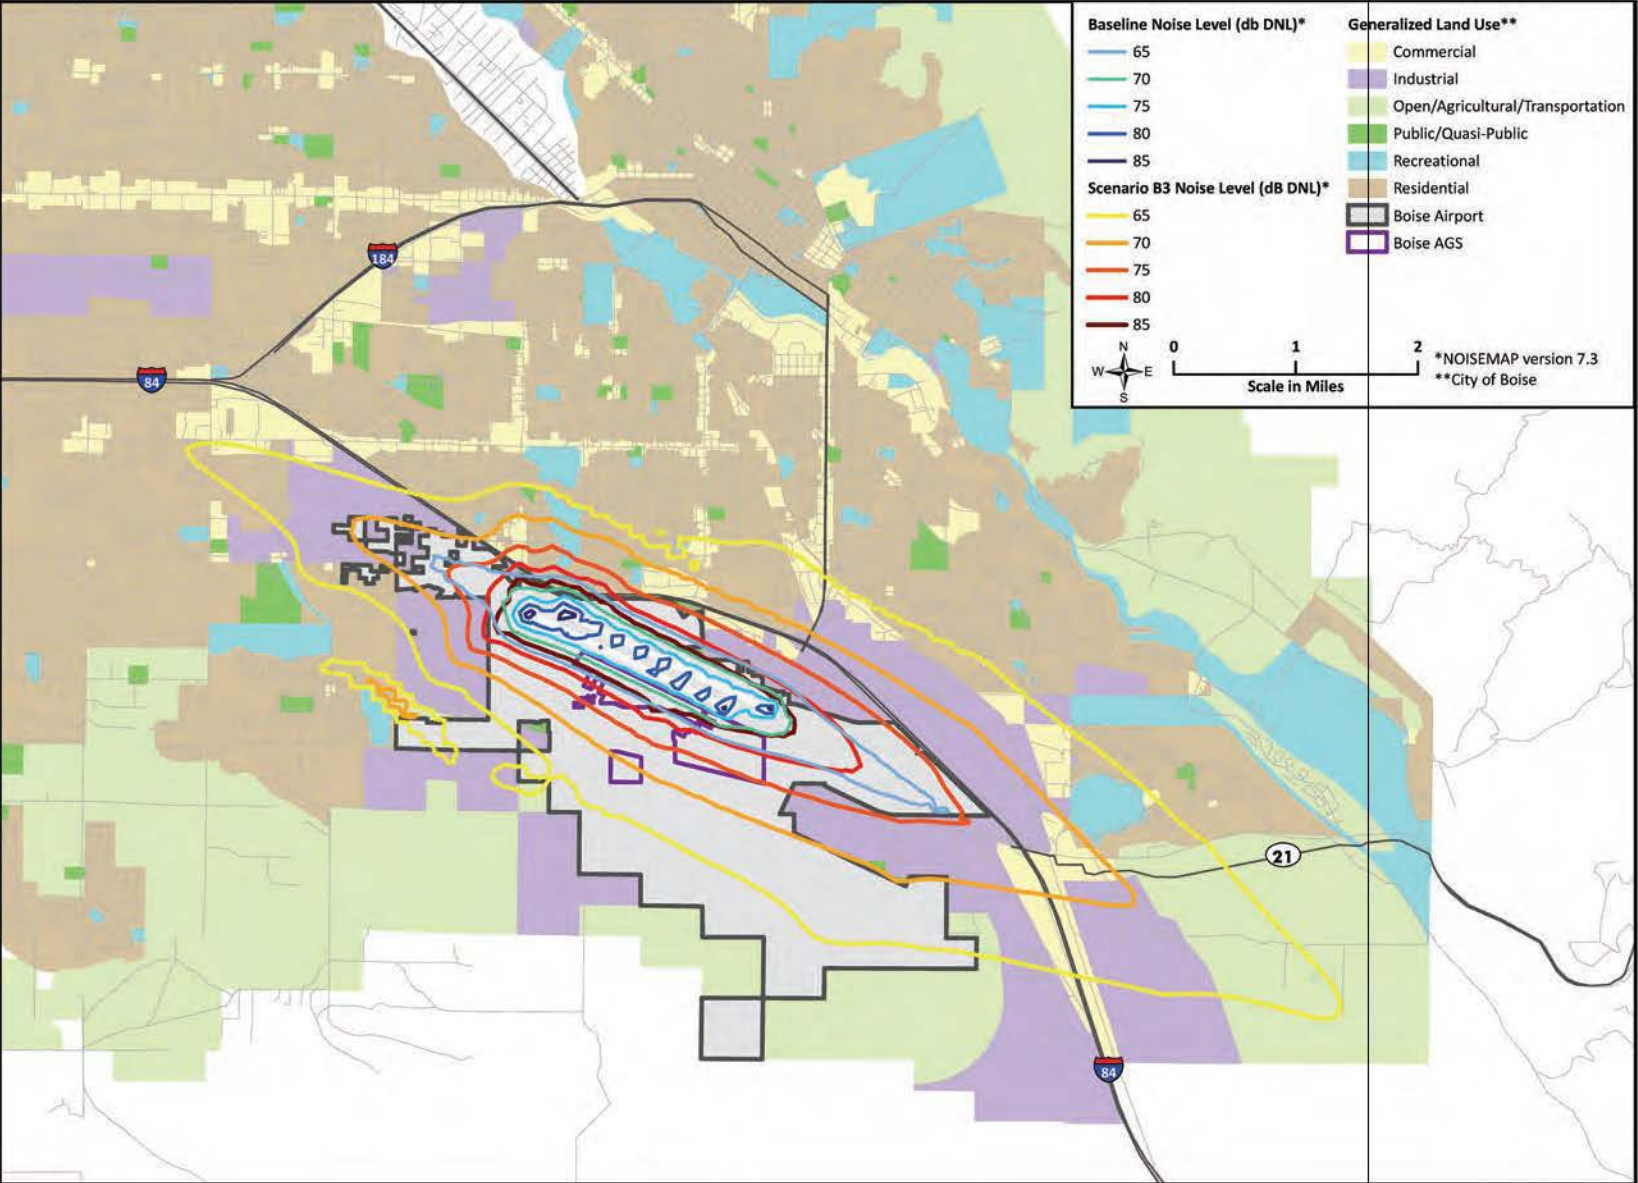 Baseline Noise Level (db DNL)*
65
70
75
80
85
Scenario B3 Noise Level (dB DNL)*
65
70
75
80
85
Generalized Land Use**
Commercial
Industrial
Open/Agricultural/Transportation
Public/Quasi-Public
Recreational
Residential
Boise Airport
Boise AGS
N
W E
S
0 1 2
Scale in Miles
*NOISEMAP version 7.3
**City of Boise
184
84
21
84